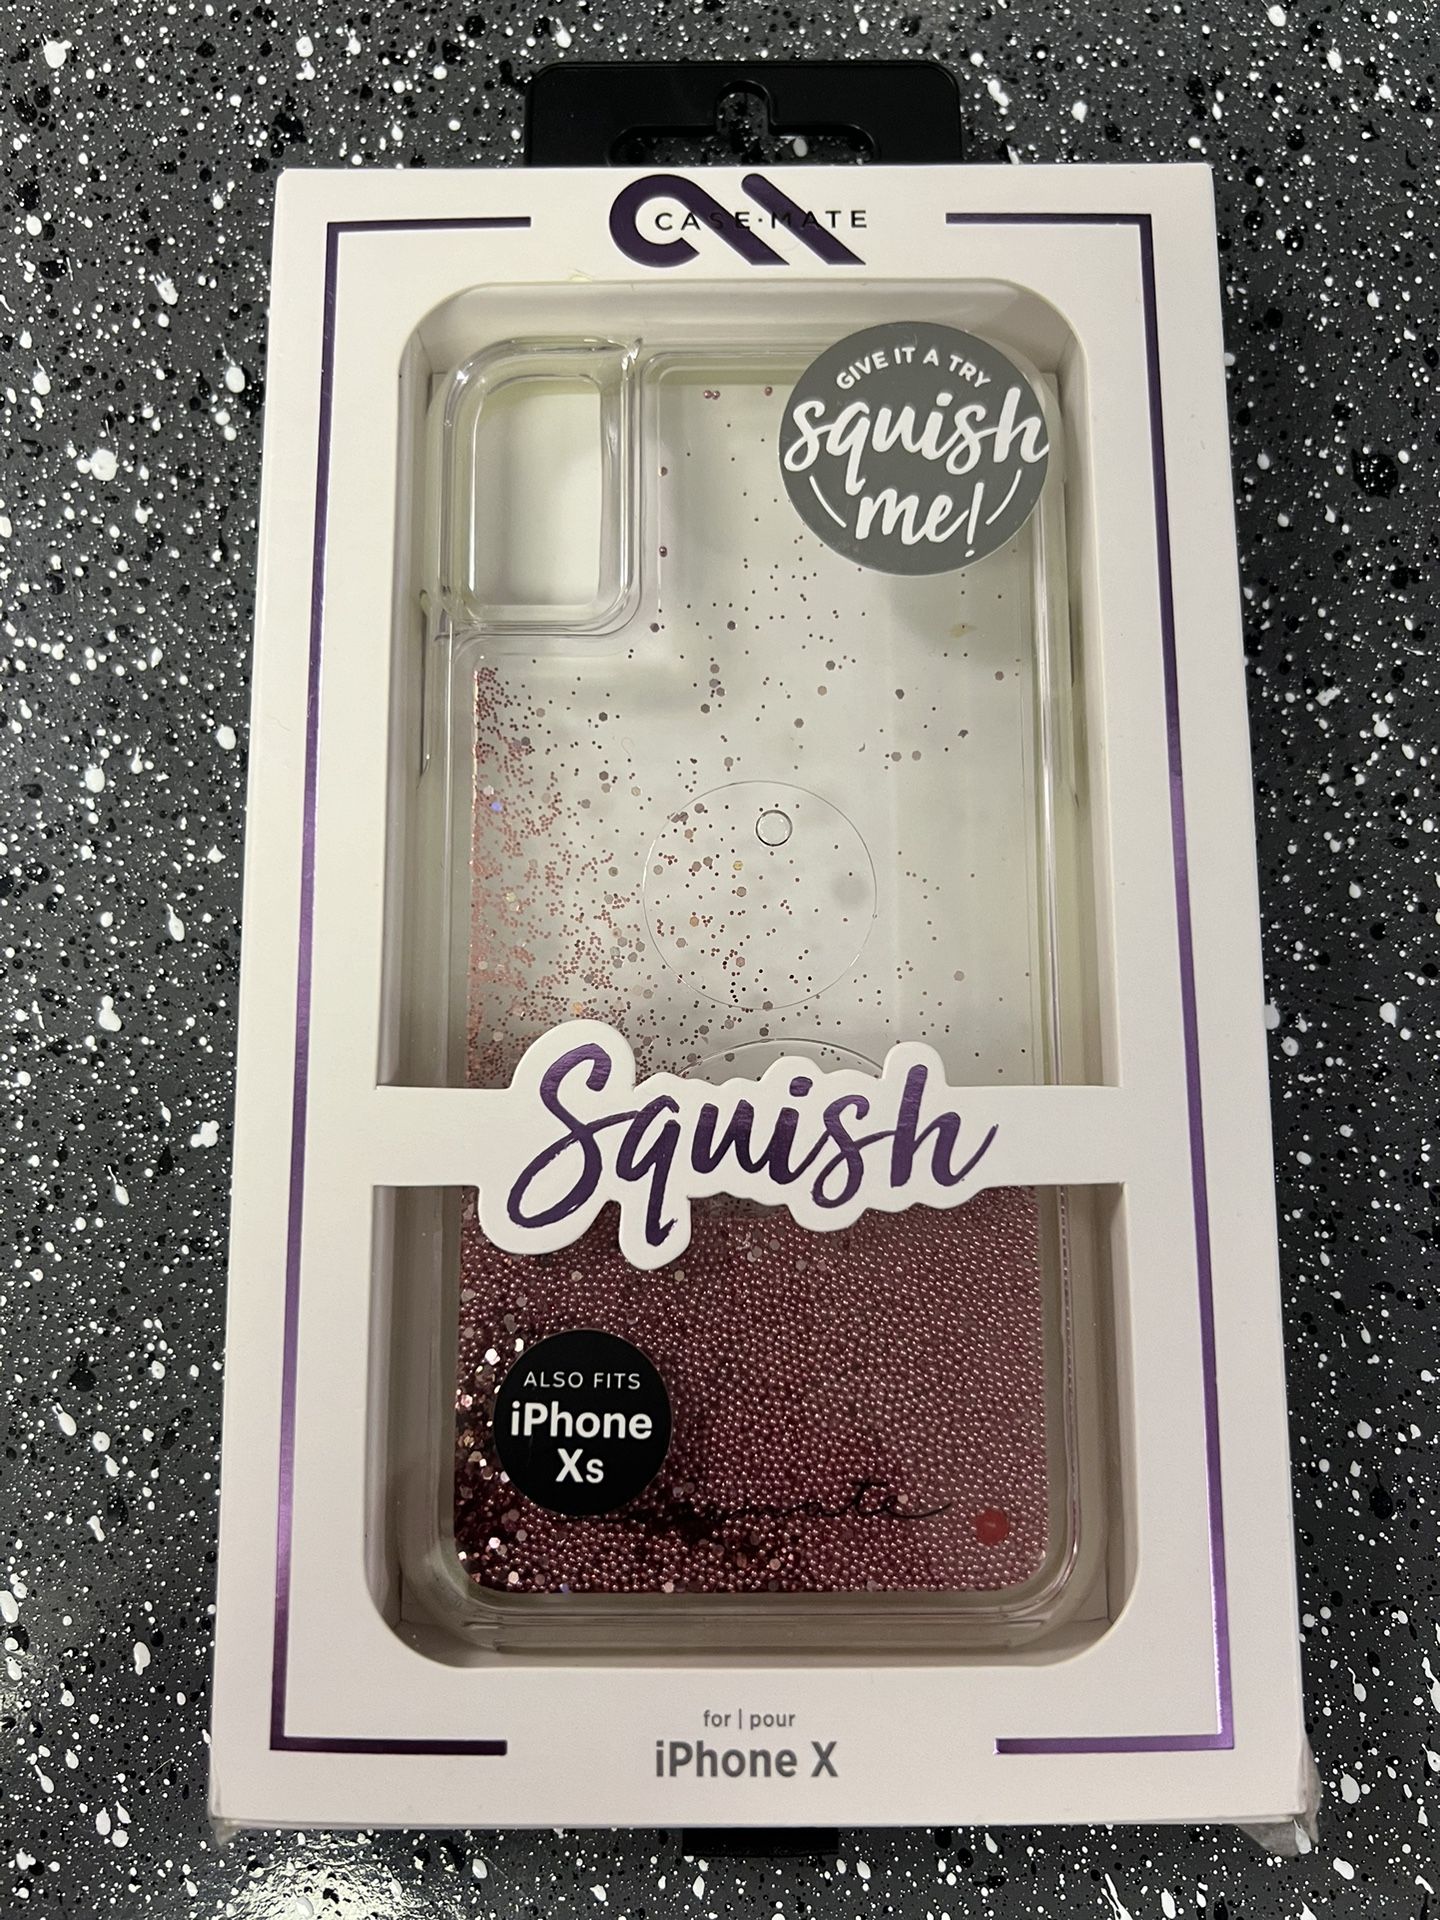 CASE·MATE
GIVE IT A TRY
squish
me!
Squish
ALSO FITS
iPhone
Xs
for | pour
iPhone X